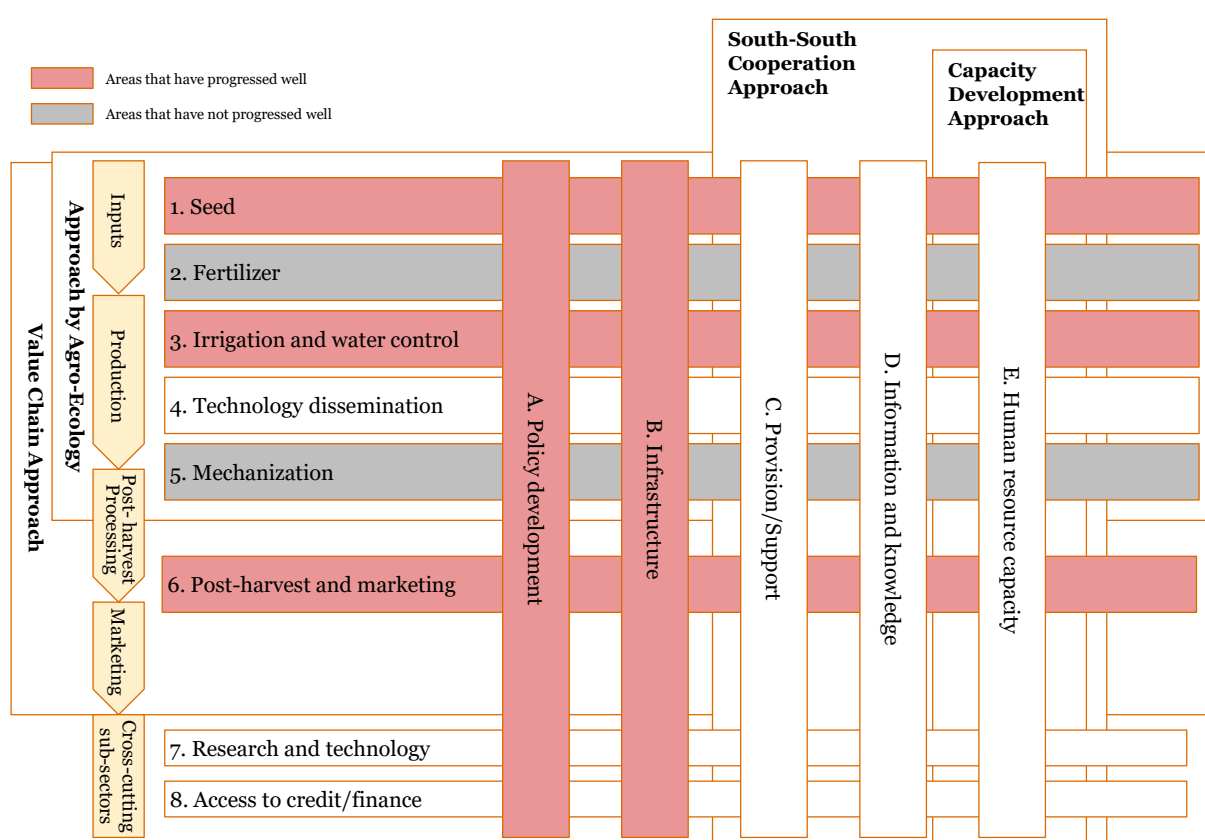 South-South
Cooperation
Approach
Capacity
Development
Approach
Areas that have progressed well
Areas that have not progressed well
Value Chain Approach
Approach by Agro-Ecology
Inputs
Production
Post- harvest
Processing
Marketing
Cross-cutting
sub-sectors
1. Seed
2. Fertilizer
3. Irrigation and water control
4. Technology dissemination
5. Mechanization
6. Post-harvest and marketing
7. Research and technology
8. Access to credit/finance
A. Policy development
B. Infrastructure
C. Provision/Support
D. Information and knowledge
E. Human resource capacity